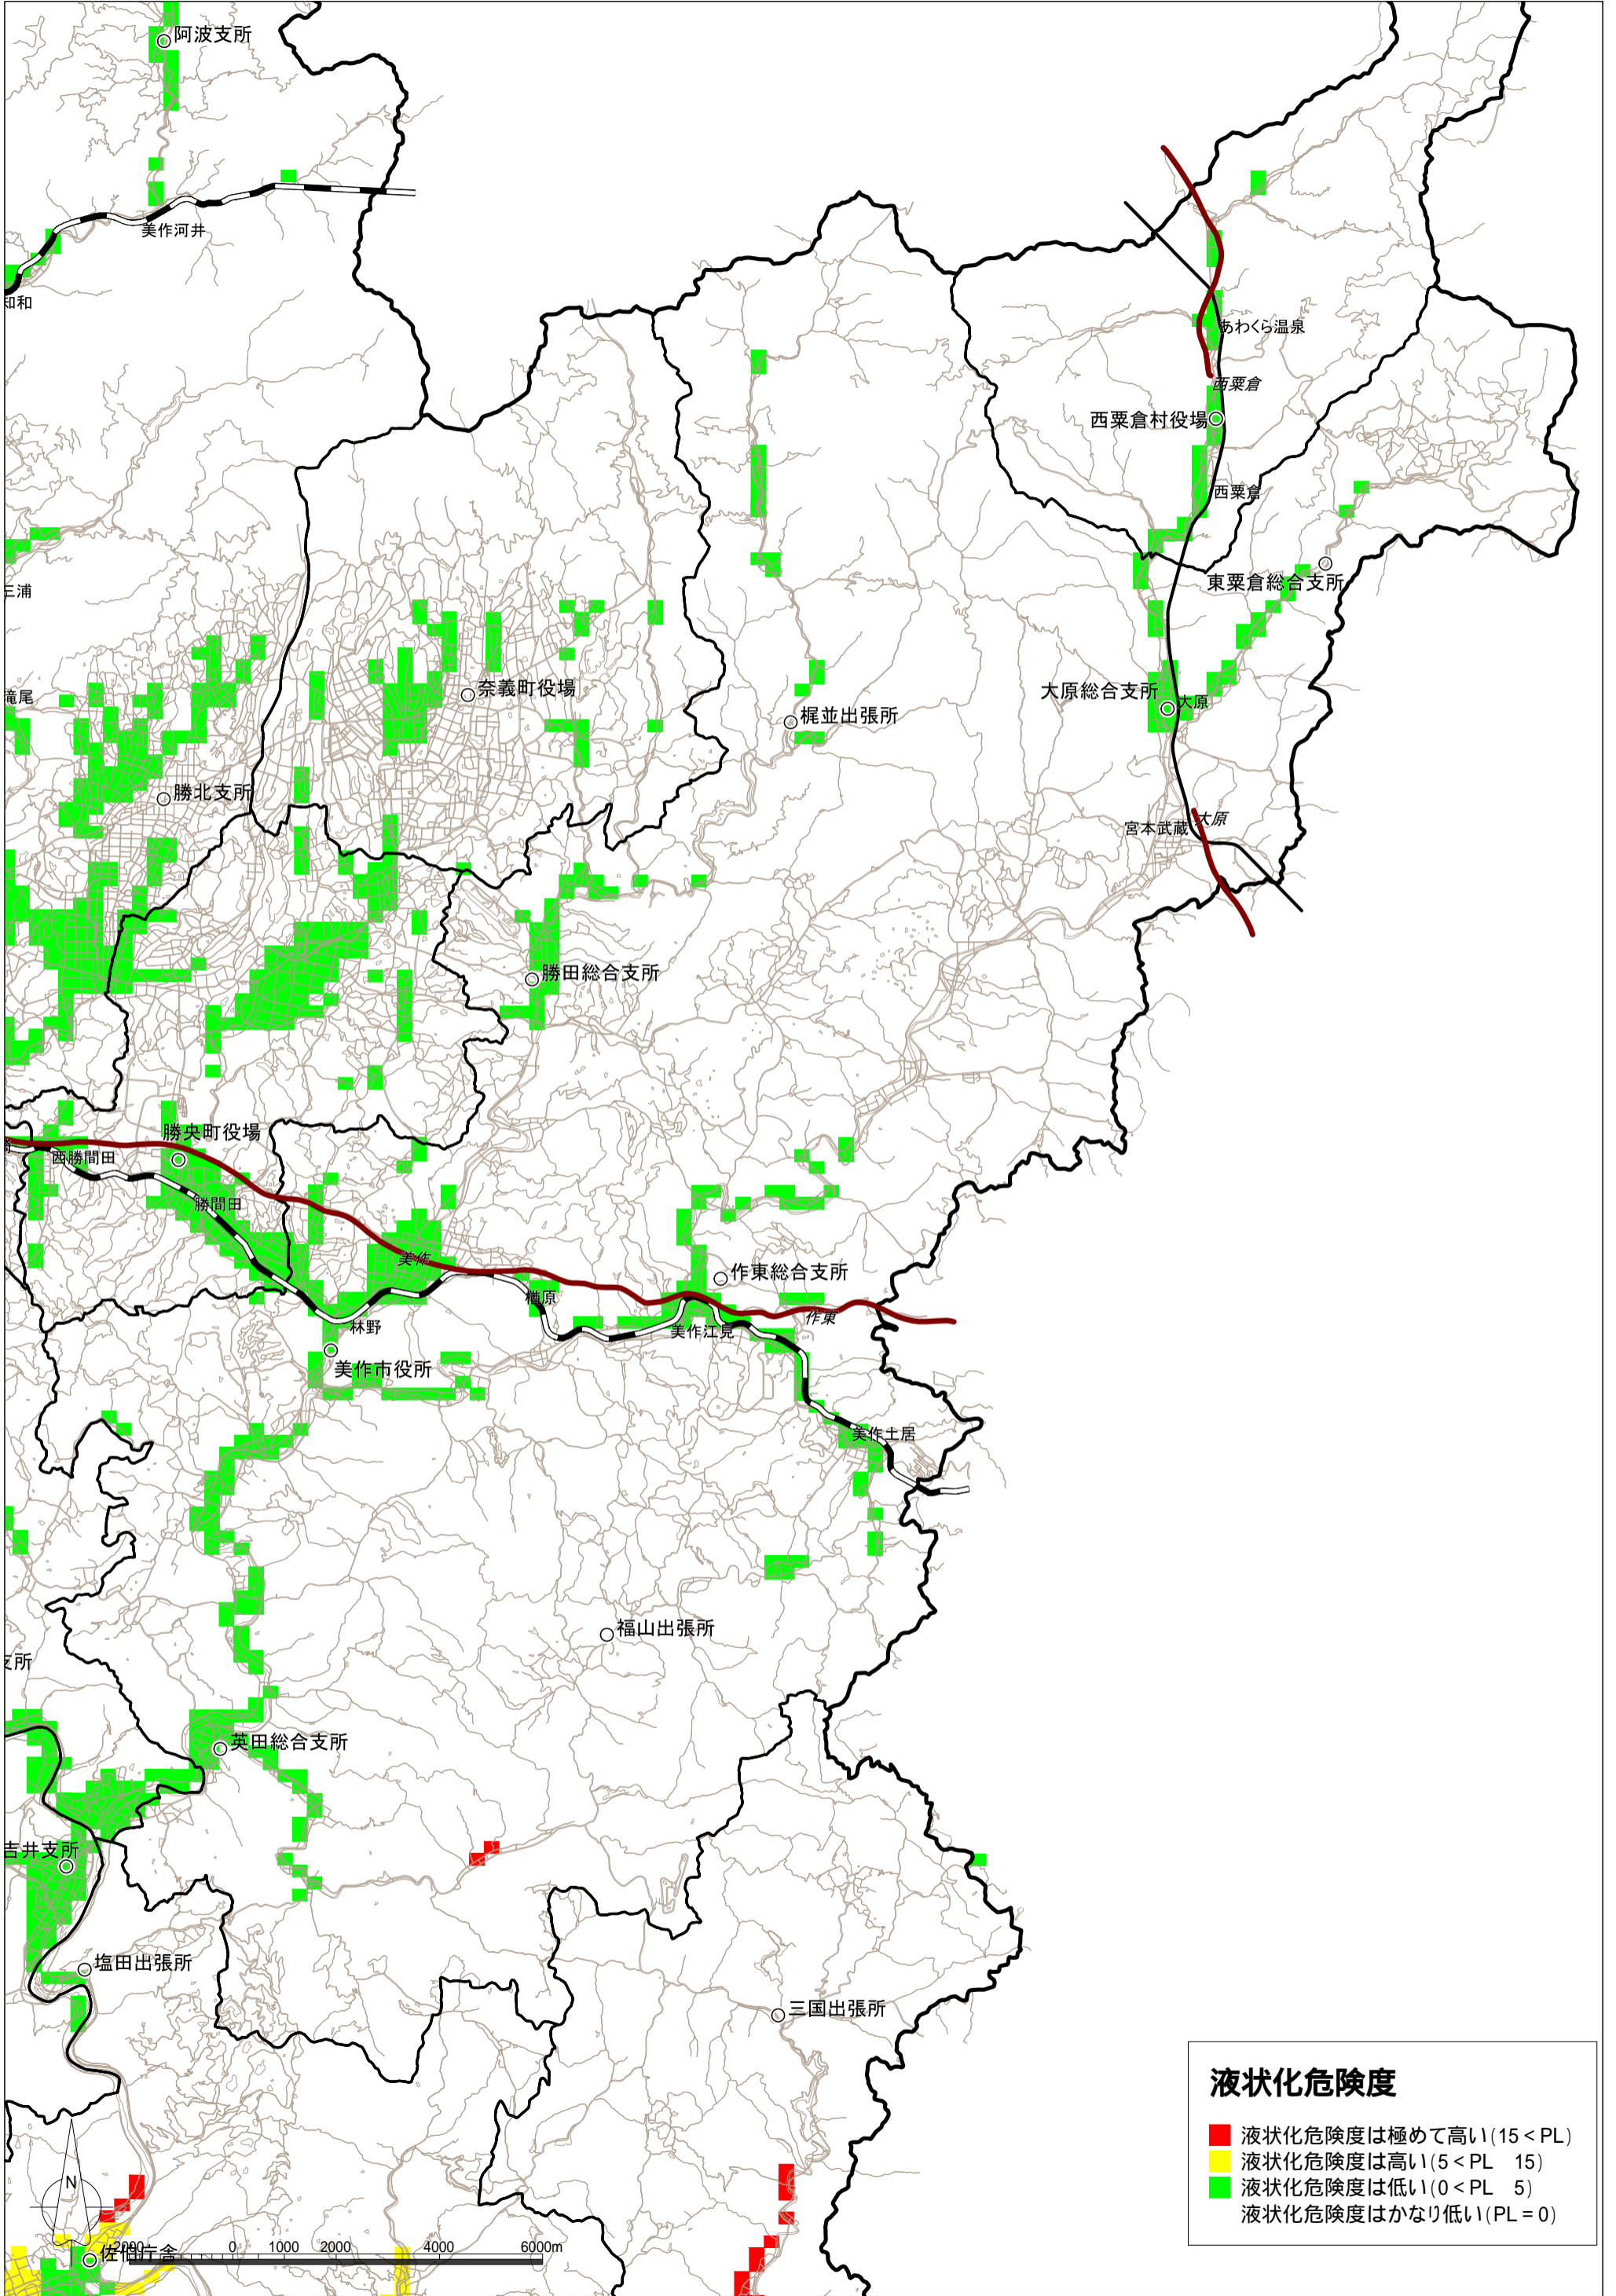 阿波支所
美作河井
知和
あわくら温泉
西粟倉
西粟倉村役場
西粟倉
東粟倉総合支所
三浦
滝尾
奈義町役場
大原総合支所
大原
梶並出張所
勝北支所
大原
宮本武蔵
勝田総合支所
勝央町役場
西勝間田
勝間田
美作
作東総合支所
楢原
作東
美作江見
林野
美作市役所
美作土居
福山出張所
支所
英田総合支所
吉井支所
塩田出張所
三国出張所
液状化危険度
液状化危険度は極めて高い(15<PL)
液状化危険度は高い(5<PL 15)
液状化危険度は低い(0<PL 5)
液状化危険度はかなり低い(PL=0)
N
2000 0 1000 2000 4000 6000m
佐伯庁舎